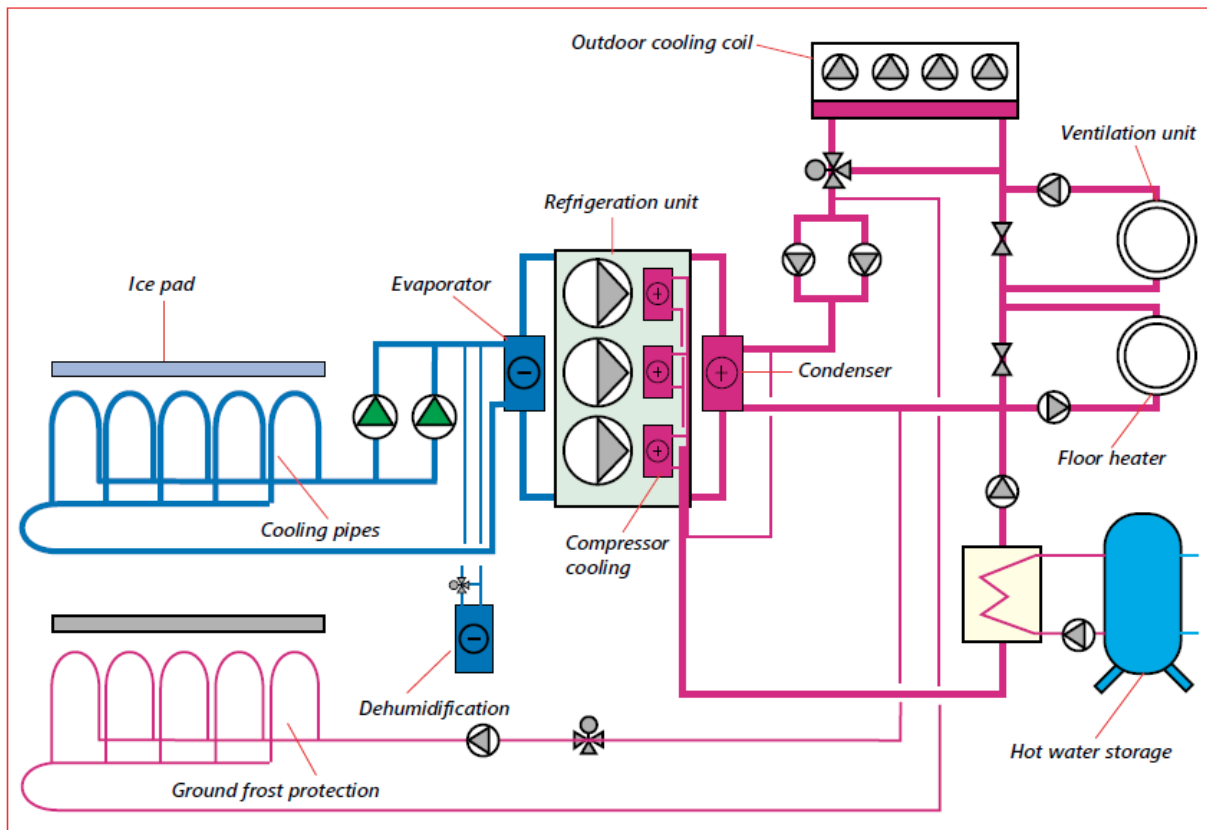 Outdoor cooling coil
Ventilation unit
Refrigeration unit
Ice pad
Evaporator
Condenser
Floor heater
Cooling pipes
Compressor
cooling
Dehumidification
Ground frost protection
Hot water storage